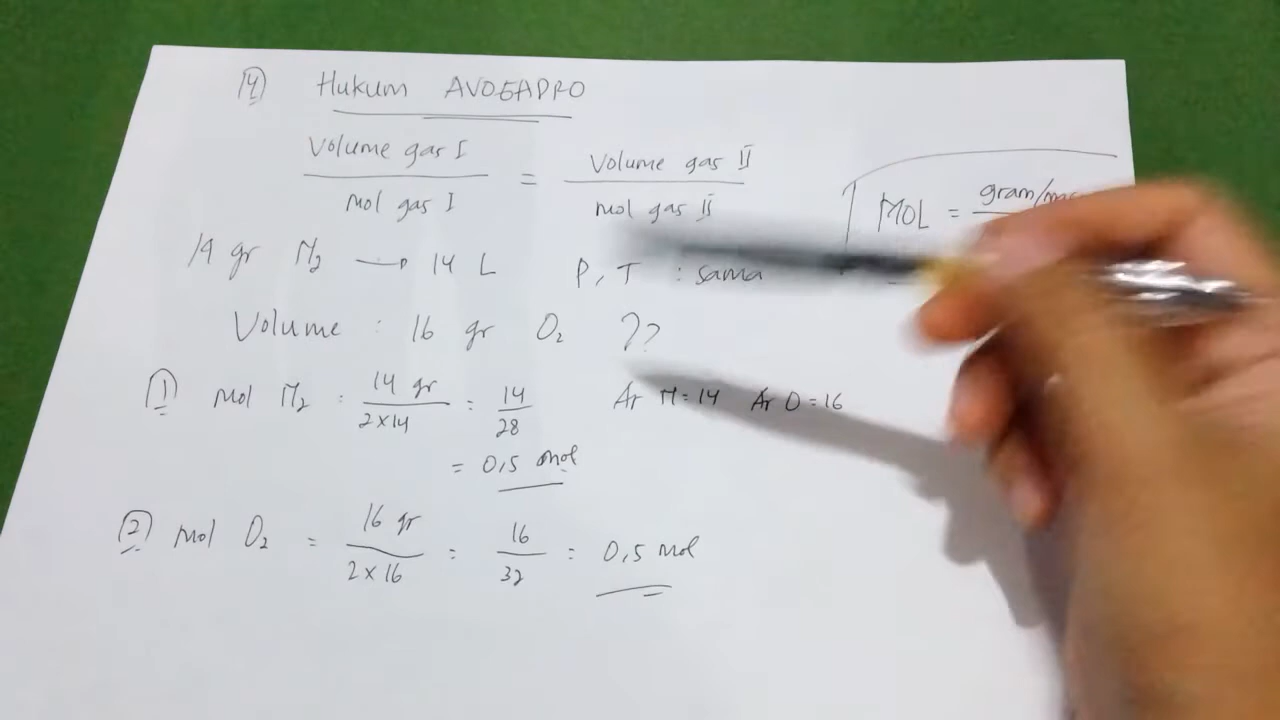 14) Hukum AVOGADRO
Volume gas I / mol gas I = Volume gas II / mol gas II
MOL = gram/
14 gr N₂ → 14 L P, T : sama
Volume : 16 gr O₂ ??
① mol N₂ : 14 gr / 2x14 = 14 / 28 Ar N = 14 Ar O = 16
= 0,5 mol
② mol O₂ = 16 gr / 2 x 16 = 16 / 32 = 0,5 mol